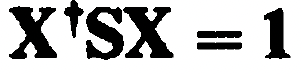 X†SX = 1